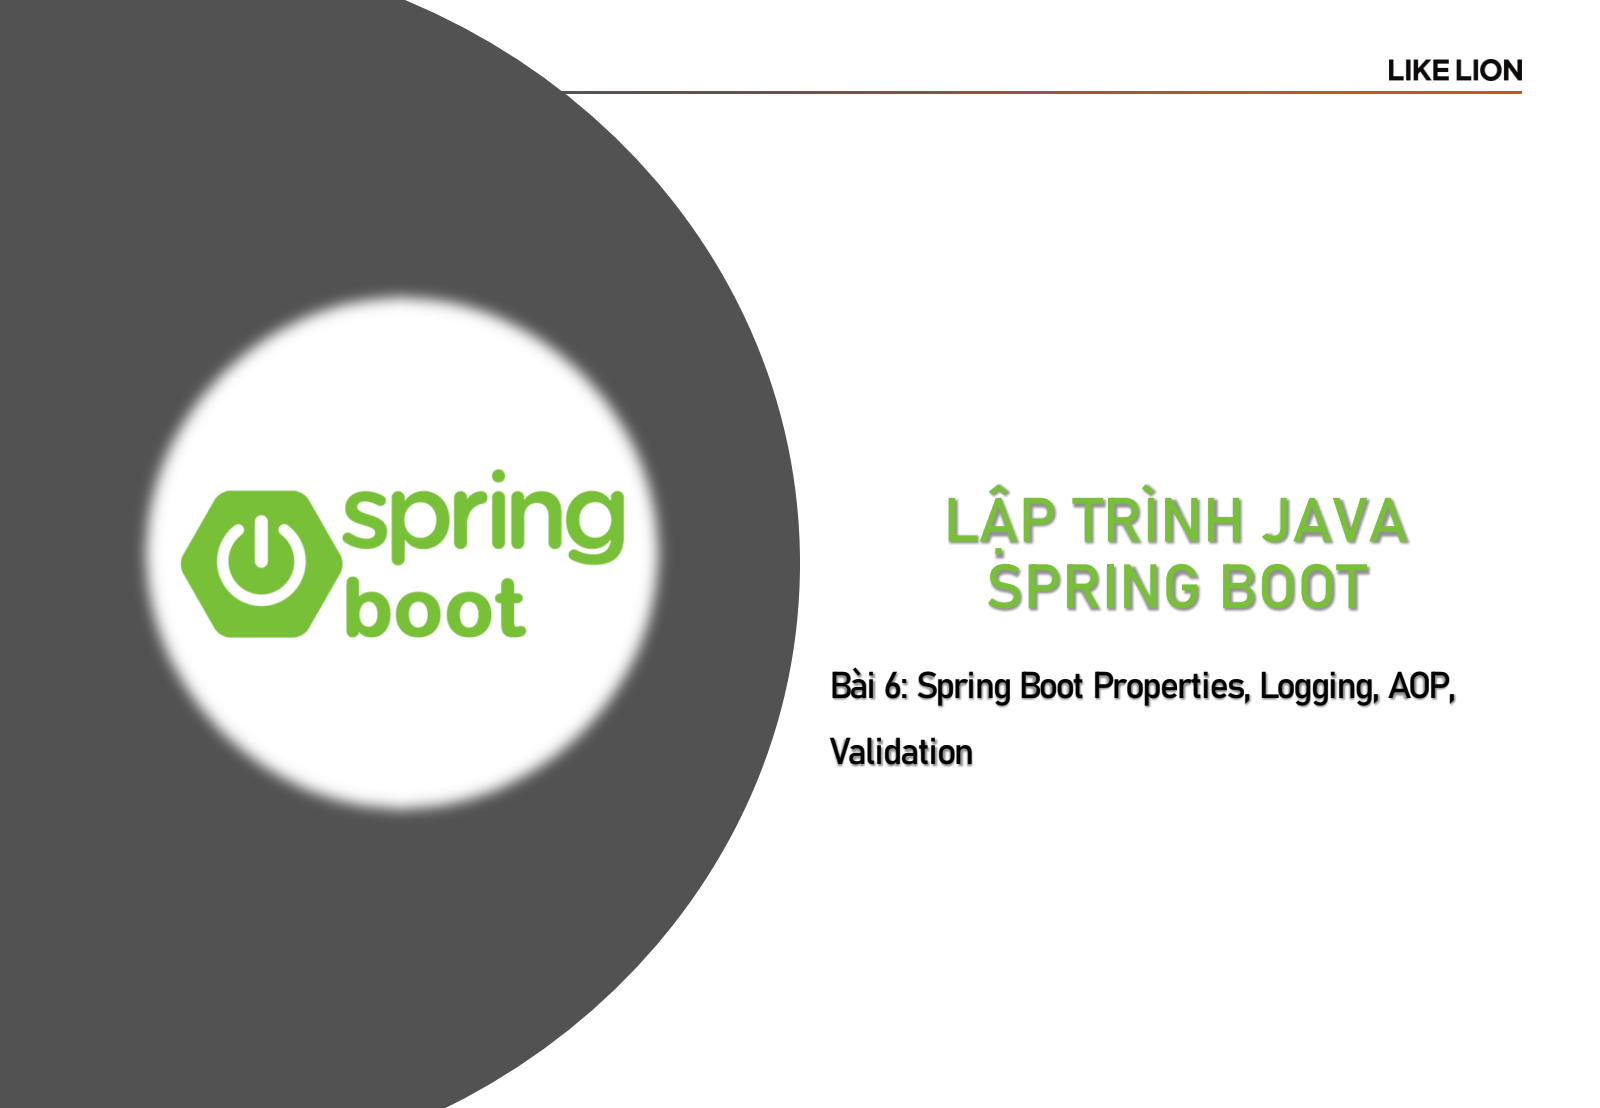 LIKE LION
spring
boot
LẬP TRÌNH JAVA
SPRING BOOT
Bài 6: Spring Boot Properties, Logging, AOP,
Validation